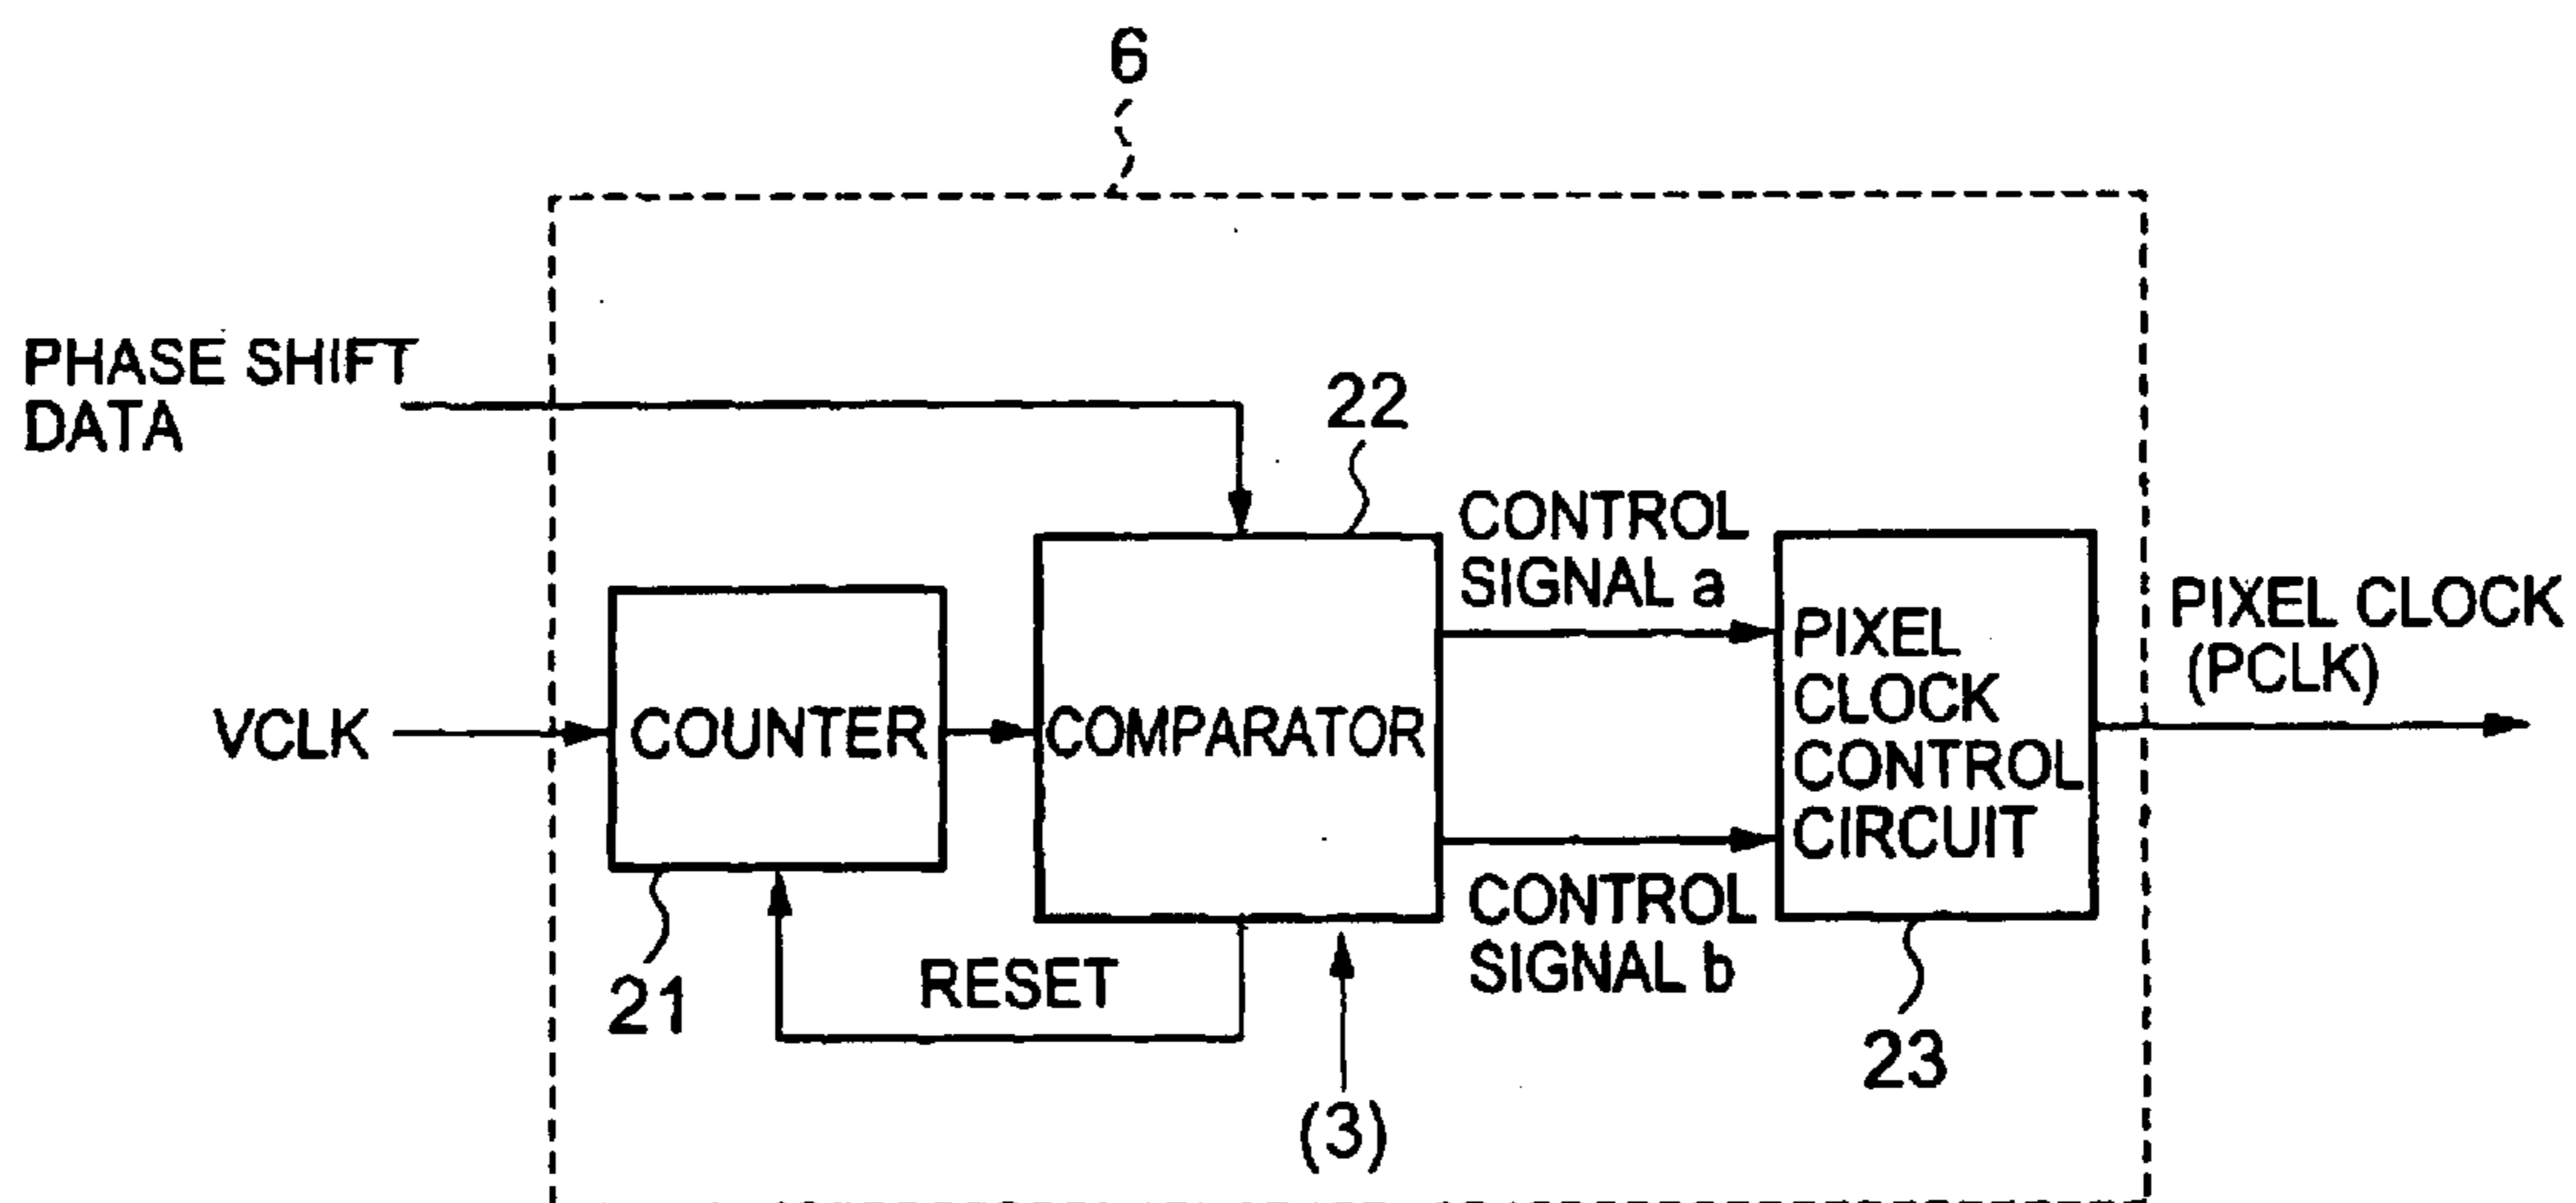 6
PHASE SHIFT
DATA
22
CONTROL
SIGNAL a
VCLK
COUNTER
COMPARATOR
PIXEL
CLOCK
CONTROL
CIRCUIT
PIXEL CLOCK
(PCLK)
CONTROL
SIGNAL b
21
RESET
23
(3)